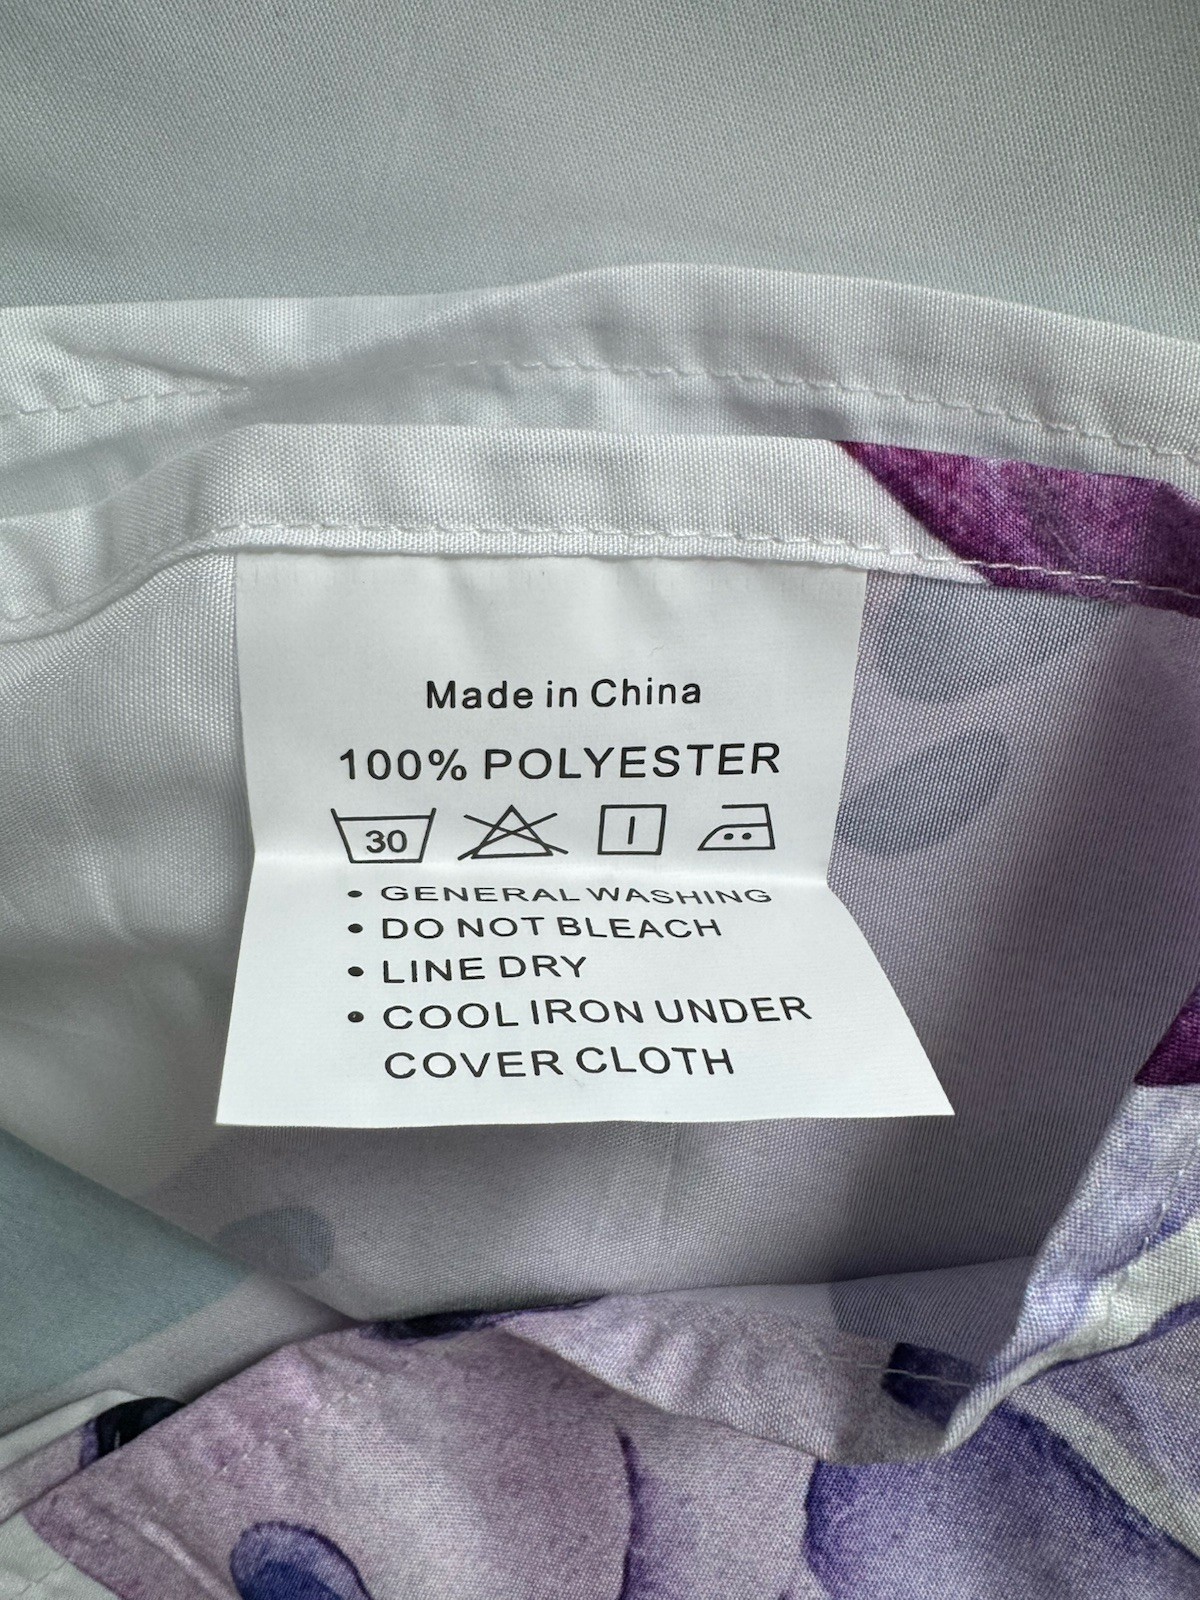 Made in China
100% POLYESTER
30
• GENERAL WASHING
• DO NOT BLEACH
• LINE DRY
• COOL IRON UNDER
COVER CLOTH